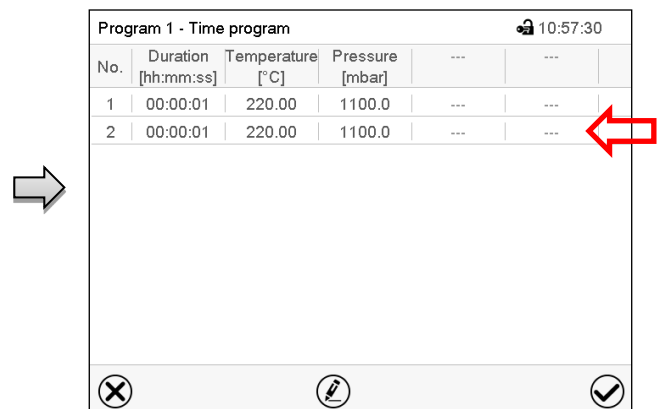 Program 1 - Time program 10:57:30
No. Duration [hh:mm:ss] Temperature [°C] Pressure [mbar] --- ---
1 00:00:01 220.00 1100.0 --- ---
2 00:00:01 220.00 1100.0 --- ---